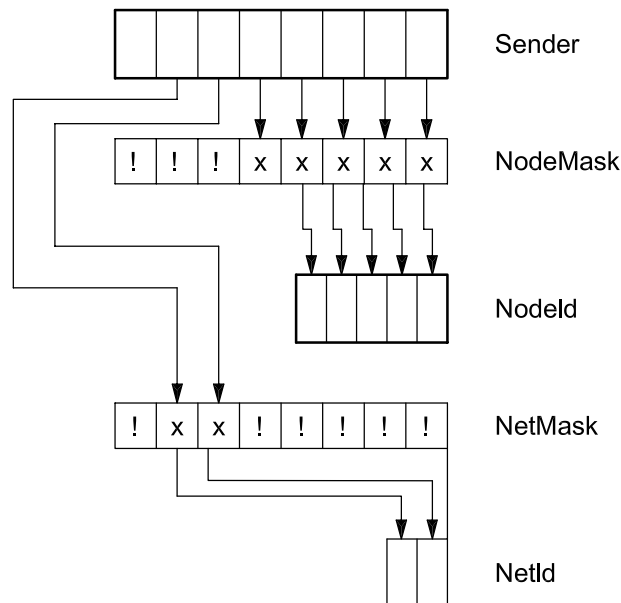 Sender
! ! ! x x x x x NodeMask
NodeId
! x x ! ! ! ! ! NetMask
NetId